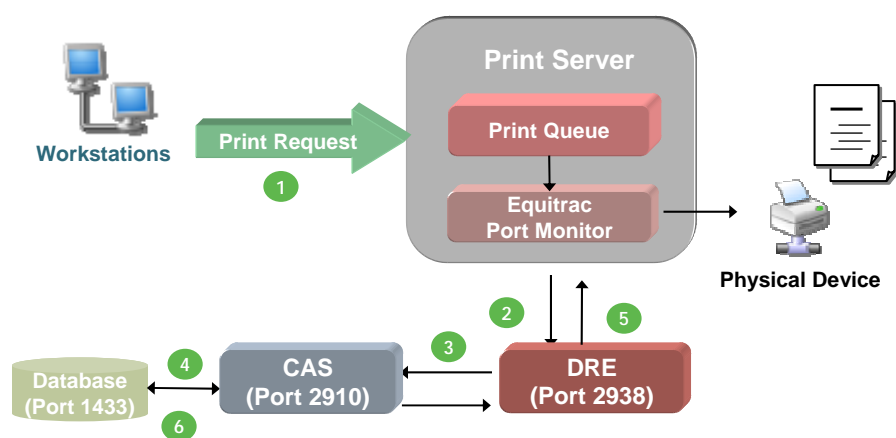 Print Server
Print Queue
Workstations
Print Request
1
Equitrac
Port Monitor
Physical Device
2
5
3
4
CAS
(Port 2910)
DRE
(Port 2938)
Database
(Port 1433)
6